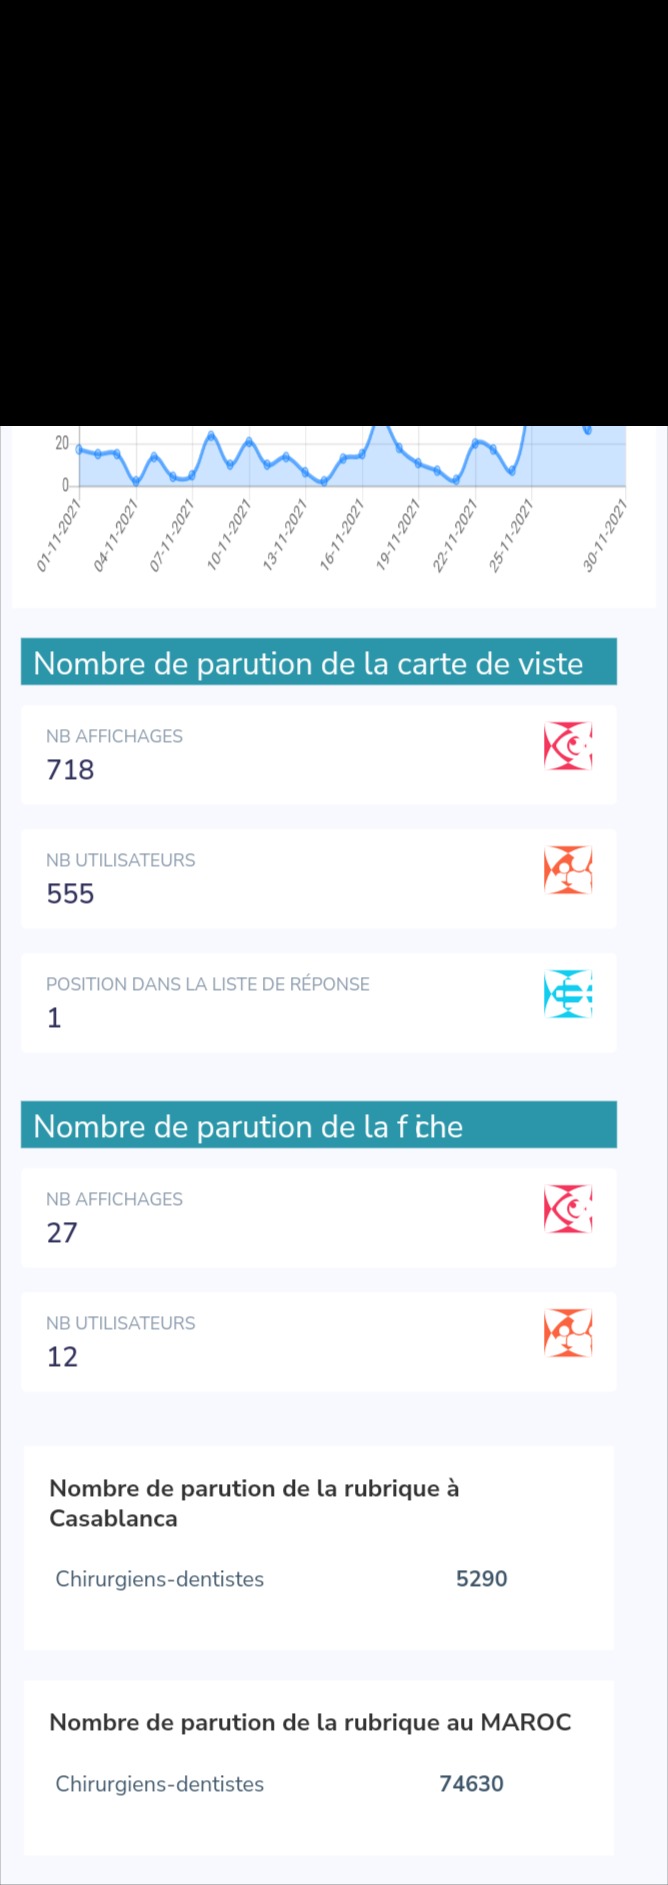 20
0
01-11-2021
04-11-2021
07-11-2021
10-11-2021
13-11-2021
16-11-2021
19-11-2021
22-11-2021
25-11-2021
30-11-2021
Nombre de parution de la carte de viste
NB AFFICHAGES
718
NB UTILISATEURS
555
POSITION DANS LA LISTE DE RÉPONSE
1
Nombre de parution de la fiche
NB AFFICHAGES
27
NB UTILISATEURS
12
Nombre de parution de la rubrique à
Casablanca
Chirurgiens-dentistes 5290
Nombre de parution de la rubrique au MAROC
Chirurgiens-dentistes 74630